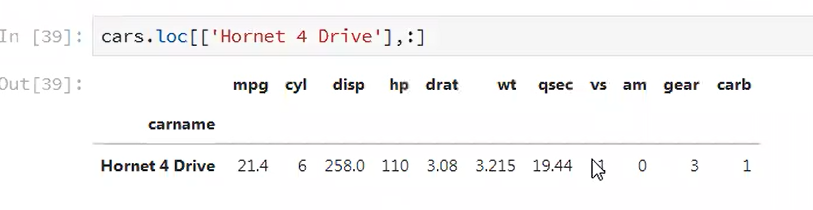 In [39]: cars.loc[['Hornet 4 Drive'],:]
Out[39]:
mpg cyl disp hp drat wt qsec vs am gear carb
carname
Hornet 4 Drive 21.4 6 258.0 110 3.08 3.215 19.44 0 3 1